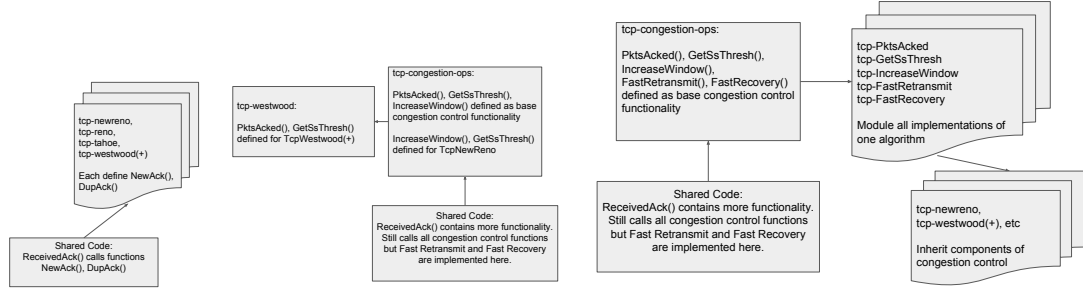 tcp-newreno,
tcp-reno,
tcp-tahoe,
tcp-westwood(+)
Each define NewAck(),
DupAck()
Shared Code:
ReceivedAck() calls functions
NewAck(), DupAck()
tcp-westwood:
PktsAcked(), GetSsThresh()
defined for TcpWestwood(+)
tcp-congestion-ops:
PktsAcked(), GetSsThresh(),
IncreaseWindow() defined as base
congestion control functionality
IncreaseWindow(), GetSsThresh()
defined for TcpNewReno
Shared Code:
ReceivedAck() contains more functionality.
Still calls all congestion control functions
but Fast Retransmit and Fast Recovery
are implemented here.
tcp-congestion-ops:
PktsAcked(), GetSsThresh(),
IncreaseWindow(),
FastRetransmit(), FastRecovery()
defined as base congestion control
functionality
Shared Code:
ReceivedAck() contains more functionality.
Still calls all congestion control functions
but Fast Retransmit and Fast Recovery
are implemented here.
tcp-PktsAcked
tcp-GetSsThresh
tcp-IncreaseWindow
tcp-FastRetransmit
tcp-FastRecovery
Module all implementations of
one algorithm
tcp-newreno,
tcp-westwood(+), etc
Inherit components of
congestion control